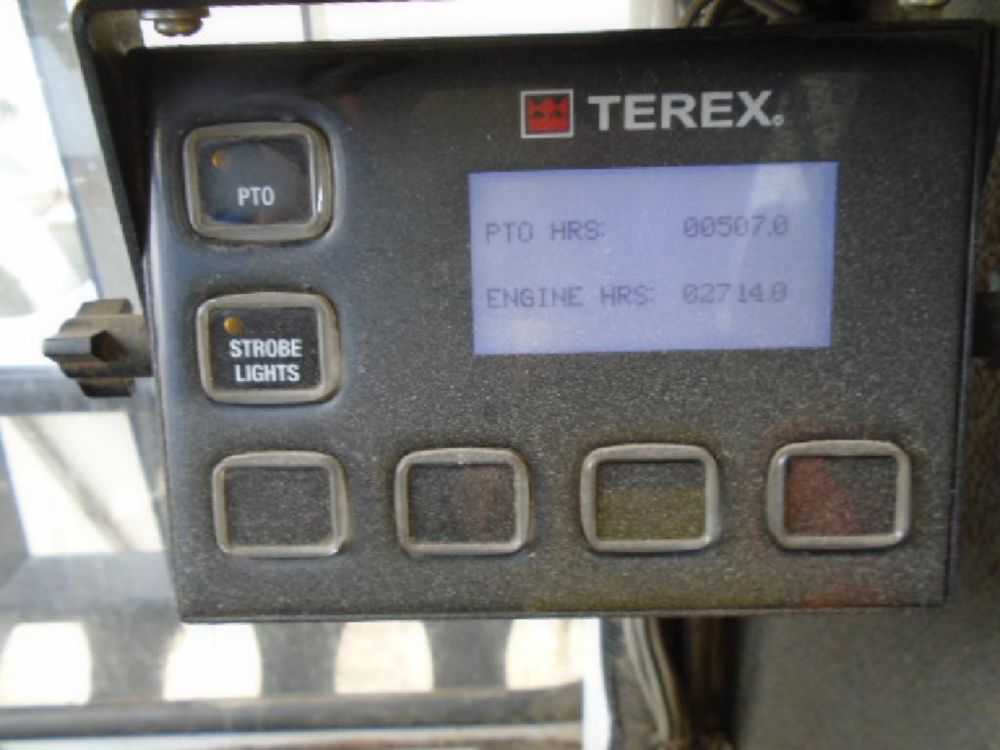 TEREX
PTO
PTO HRS: 00507.0
ENGINE HRS: 02714.0
STROBE
LIGHTS